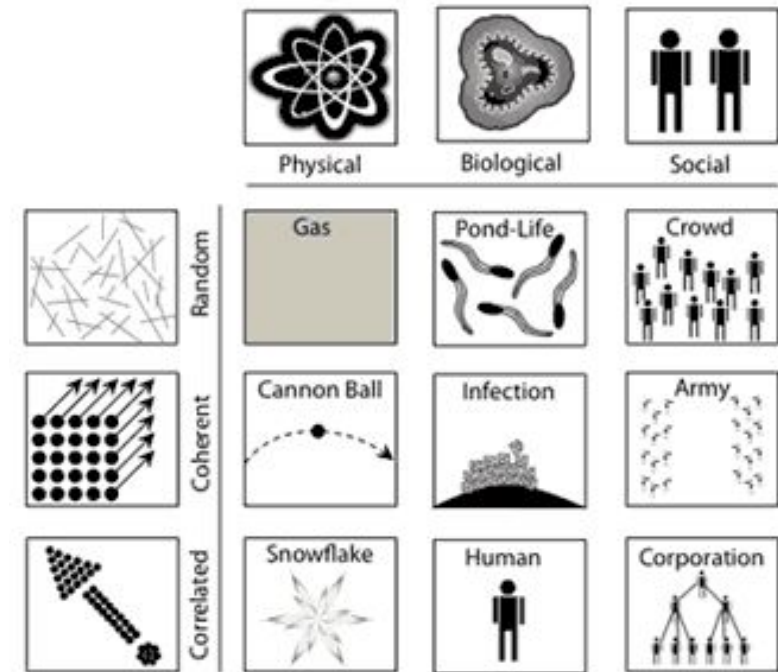 Physical
Biological
Social
Random
Gas
Pond-Life
Crowd
Coherent
Cannon Ball
Infection
Army
Correlated
Snowflake
Human
Corporation